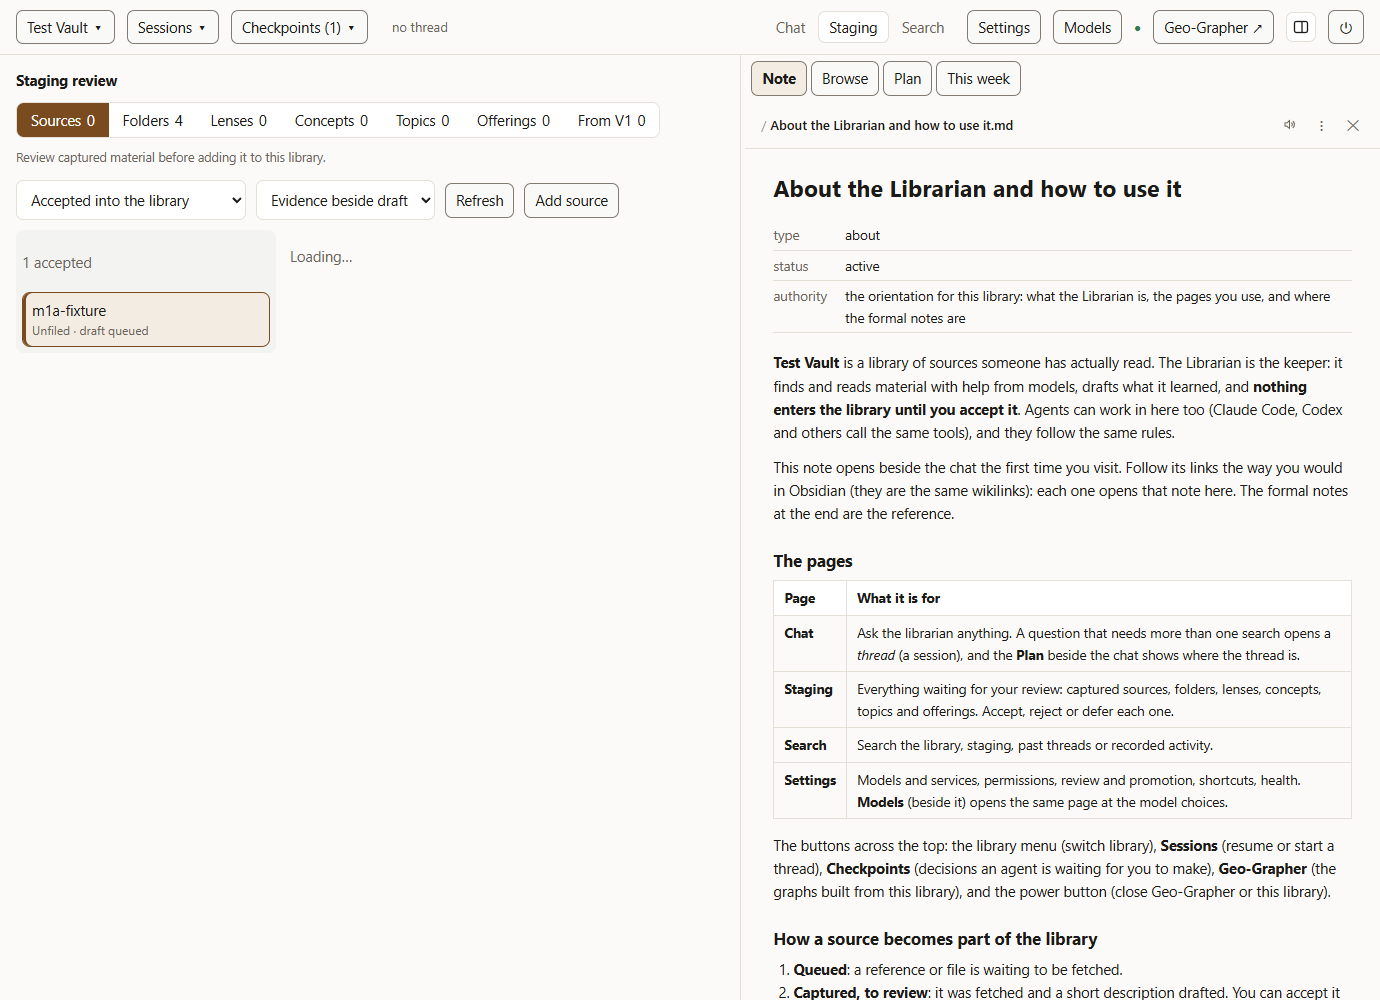 Test Vault ▾ Sessions ▾ Checkpoints (1) ▾ no thread Chat Staging Search Settings Models Geo-Grapher ↗
Staging review
Sources 0 Folders 4 Lenses 0 Concepts 0 Topics 0 Offerings 0 From V1 0
Review captured material before adding it to this library.
Accepted into the library Evidence beside draft Refresh Add source
1 accepted
Loading...
m1a-fixture
Unfiled · draft queued
Note Browse Plan This week
/ About the Librarian and how to use it.md
About the Librarian and how to use it
type about
status active
authority the orientation for this library: what the Librarian is, the pages you use, and where
the formal notes are
Test Vault is a library of sources someone has actually read. The Librarian is the keeper: it
finds and reads material with help from models, drafts what it learned, and nothing
enters the library until you accept it. Agents can work in here too (Claude Code, Codex
and others call the same tools), and they follow the same rules.
This note opens beside the chat the first time you visit. Follow its links the way you would
in Obsidian (they are the same wikilinks): each one opens that note here. The formal notes
at the end are the reference.
The pages
Page What it is for
Chat Ask the librarian anything. A question that needs more than one search opens a
thread (a session), and the Plan beside the chat shows where the thread is.
Staging Everything waiting for your review: captured sources, folders, lenses, concepts,
topics and offerings. Accept, reject or defer each one.
Search Search the library, staging, past threads or recorded activity.
Settings Models and services, permissions, review and promotion, shortcuts, health.
Models (beside it) opens the same page at the model choices.
The buttons across the top: the library menu (switch library), Sessions (resume or start a
thread), Checkpoints (decisions an agent is waiting for you to make), Geo-Grapher (the
graphs built from this library), and the power button (close Geo-Grapher or this library).
How a source becomes part of the library
1. Queued: a reference or file is waiting to be fetched.
2. Captured, to review: it was fetched and a short description drafted. You can accept it